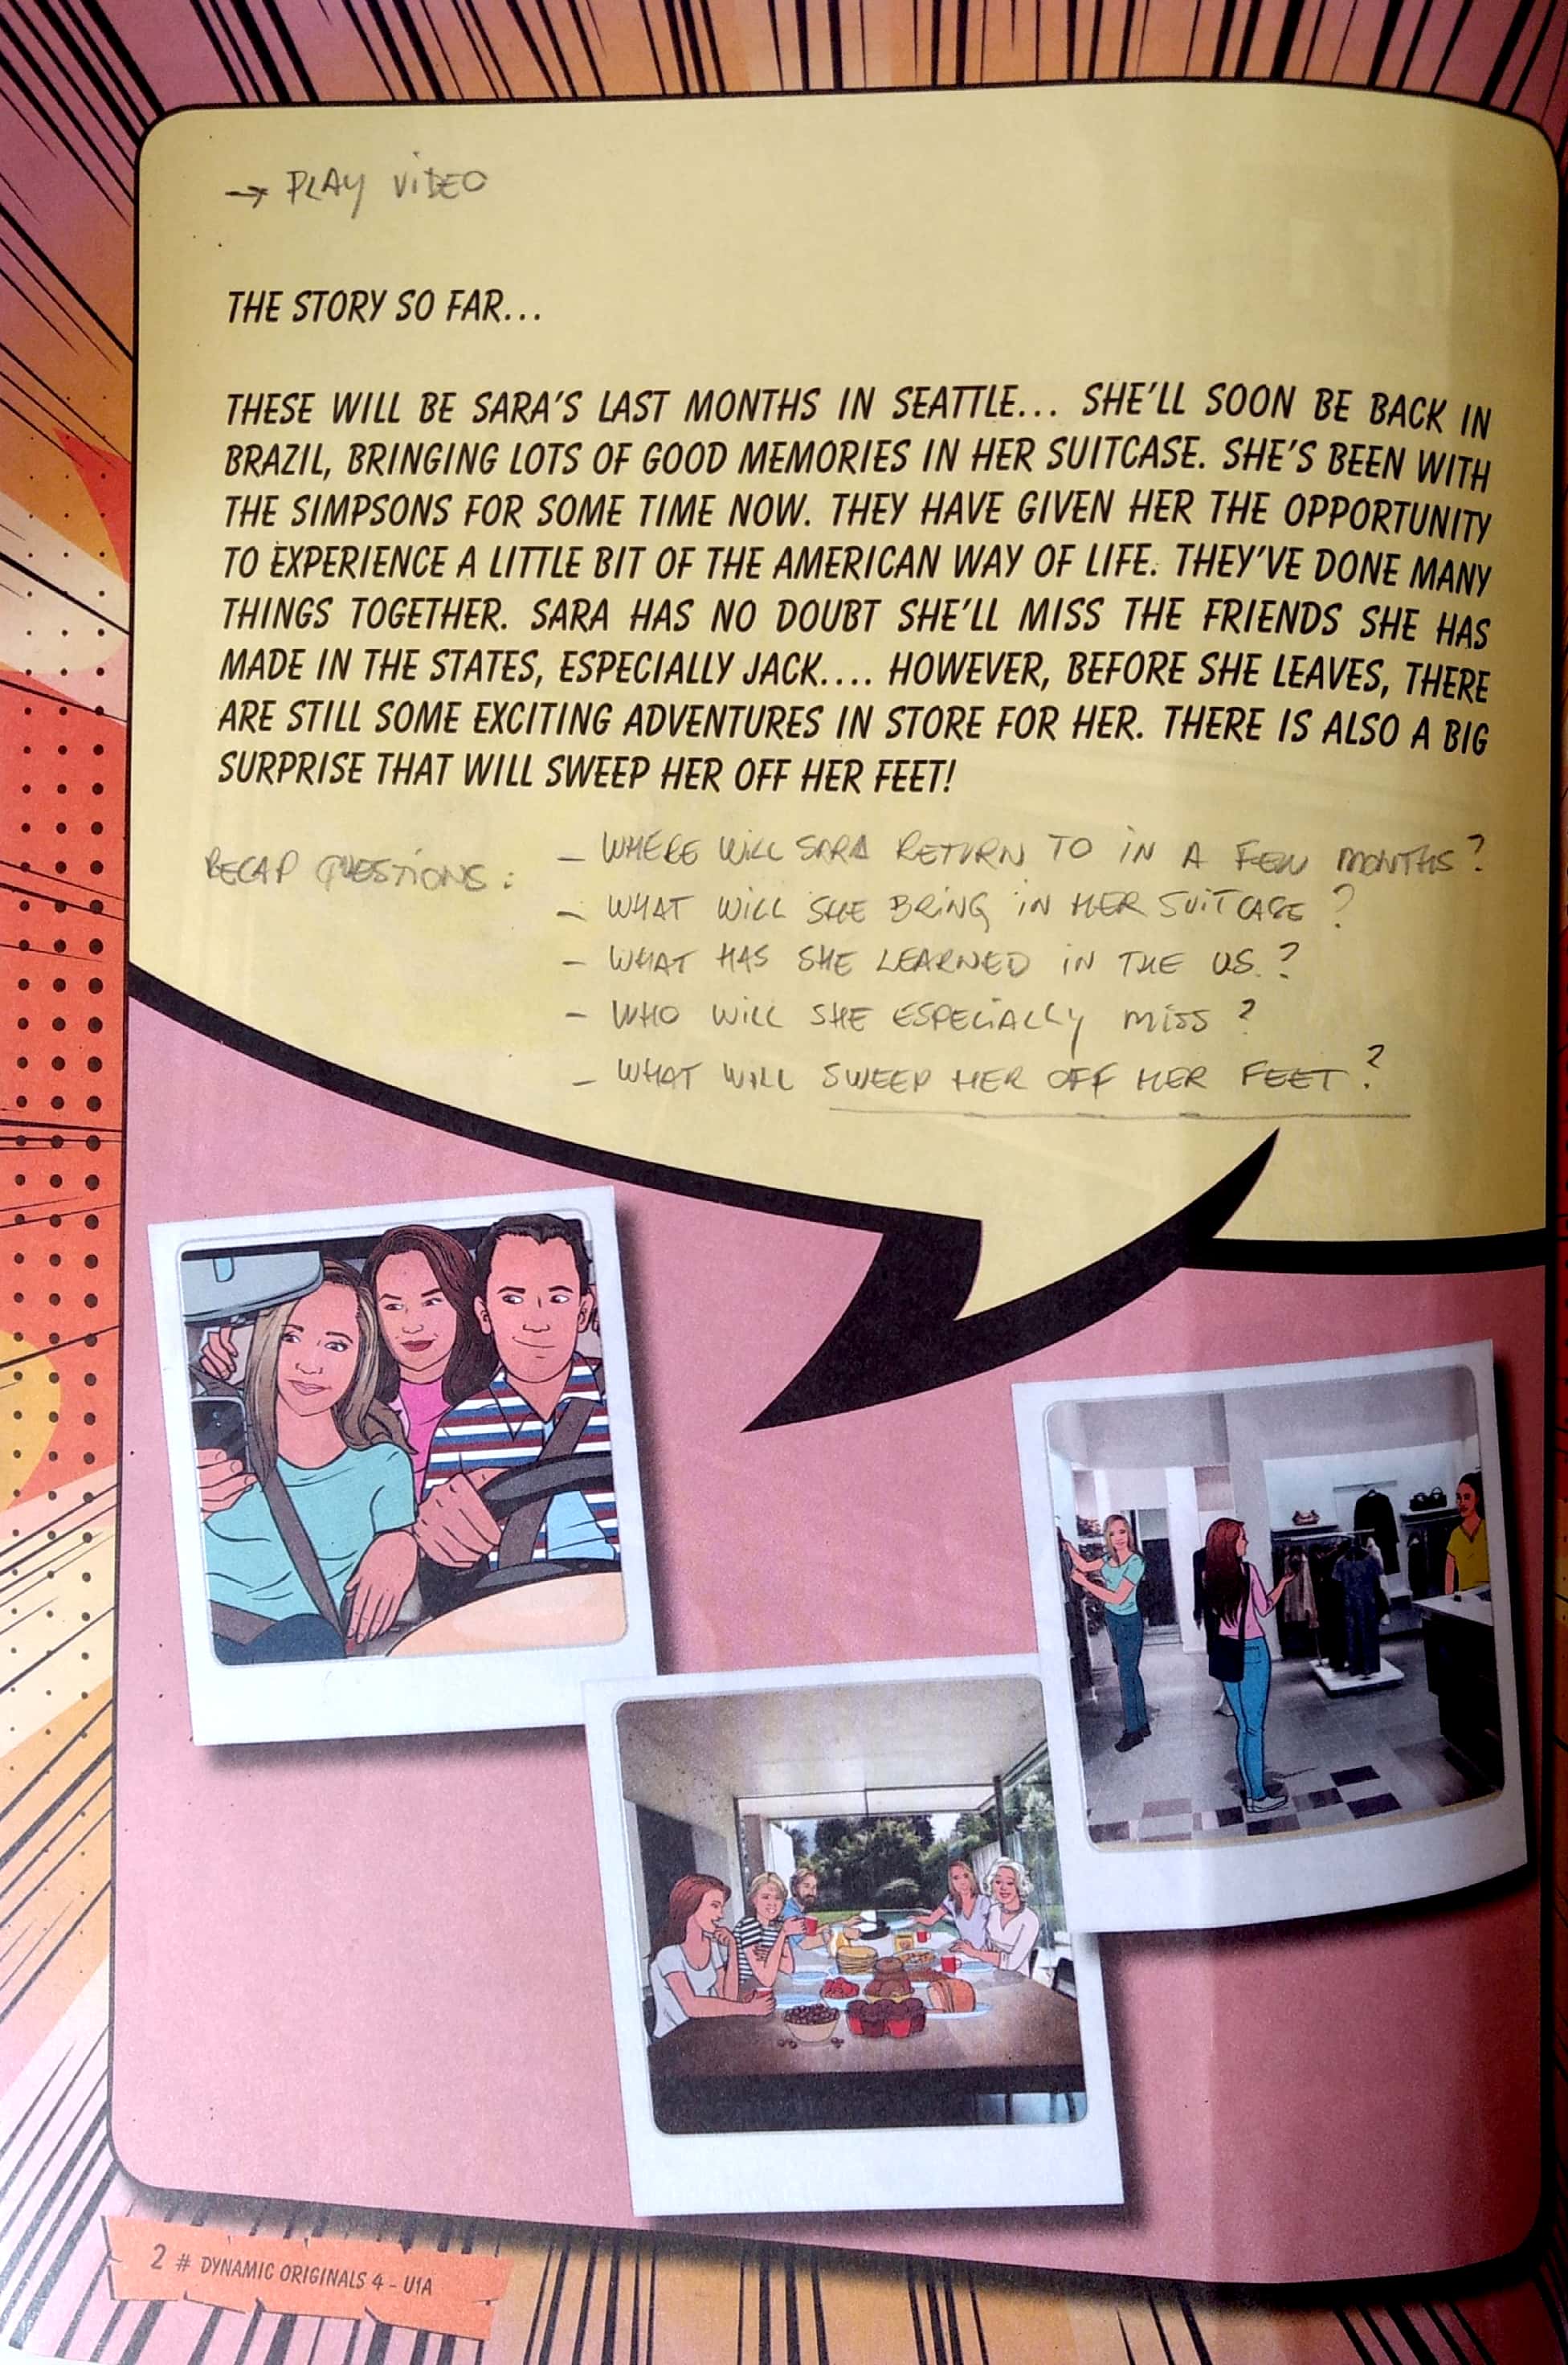 → PLAY VIDEO
THE STORY SO FAR...
THESE WILL BE SARA'S LAST MONTHS IN SEATTLE... SHE'LL SOON BE BACK IN
BRAZIL, BRINGING LOTS OF GOOD MEMORIES IN HER SUITCASE. SHE'S BEEN WITH
THE SIMPSONS FOR SOME TIME NOW. THEY HAVE GIVEN HER THE OPPORTUNITY
TO EXPERIENCE A LITTLE BIT OF THE AMERICAN WAY OF LIFE. THEY'VE DONE MANY
THINGS TOGETHER. SARA HAS NO DOUBT SHE'LL MISS THE FRIENDS SHE HAS
MADE IN THE STATES, ESPECIALLY JACK.... HOWEVER, BEFORE SHE LEAVES, THERE
ARE STILL SOME EXCITING ADVENTURES IN STORE FOR HER. THERE IS ALSO A BIG
SURPRISE THAT WILL SWEEP HER OFF HER FEET!
RECAP QUESTIONS: - WHERE WILL SARA RETURN TO IN A FEW MONTHS?
- WHAT WILL SHE BRING IN HER SUITCASE?
- WHAT HAS SHE LEARNED IN THE US?
- WHO WILL SHE ESPECIALLY MISS?
- WHAT WILL SWEEP HER OFF HER FEET?
2 # DYNAMIC ORIGINALS 4 - U1A